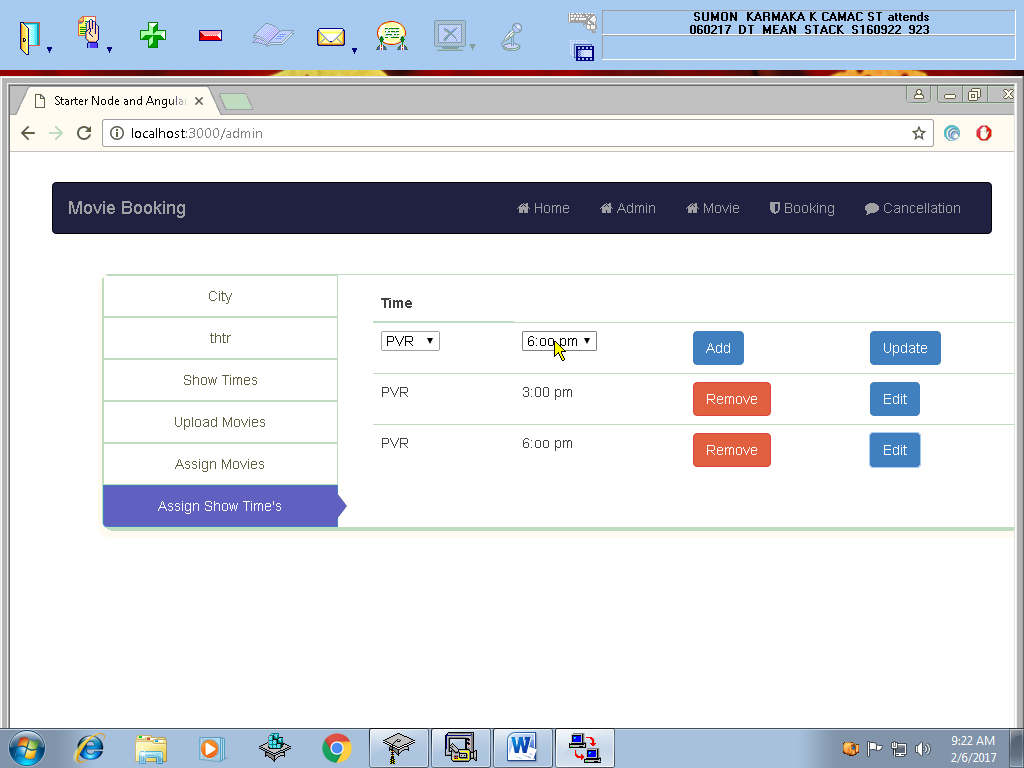 SUMON KARMAKA K CAMAC ST attends
060217 DT MEAN STACK S160922 923
Starter Node and Angula
localhost:3000/admin
Movie Booking
Home
Admin
Movie
Booking
Cancellation
City
thtr
Show Times
Upload Movies
Assign Movies
Assign Show Time's
Time
PVR
6:oo pm
Add
Update
PVR
3:00 pm
Remove
Edit
PVR
6:oo pm
Remove
Edit
9:22 AM
2/6/2017